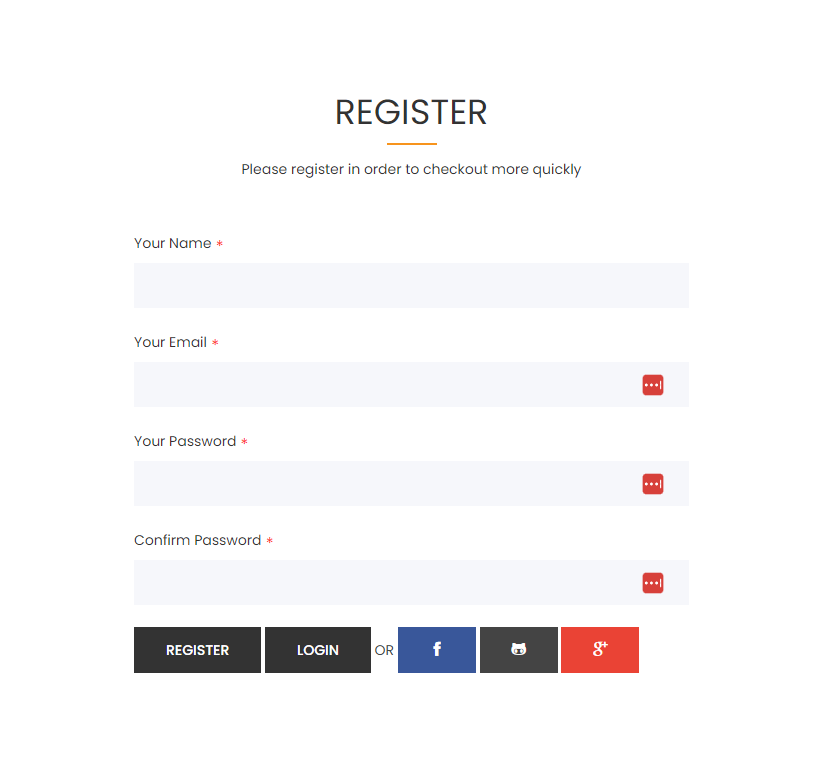 REGISTER
Please register in order to checkout more quickly
Your Name *
Your Email *
Your Password *
Confirm Password *
REGISTER LOGIN OR f g+